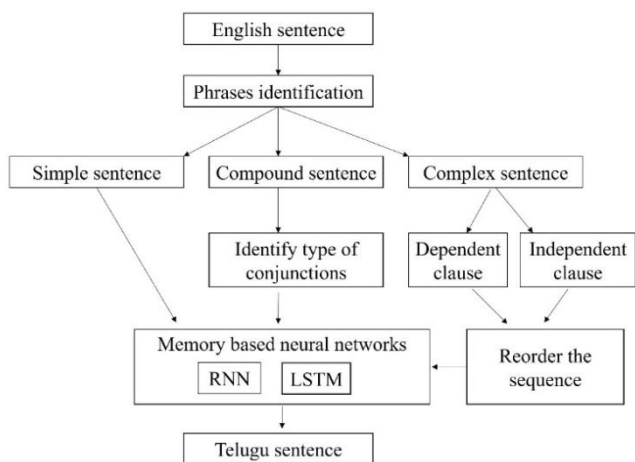 English sentence
Phrases identification
Simple sentence
Compound sentence
Complex sentence
Identify type of
conjunctions
Dependent
clause
Independent
clause
Memory based neural networks
RNN
LSTM
Reorder the
sequence
Telugu sentence